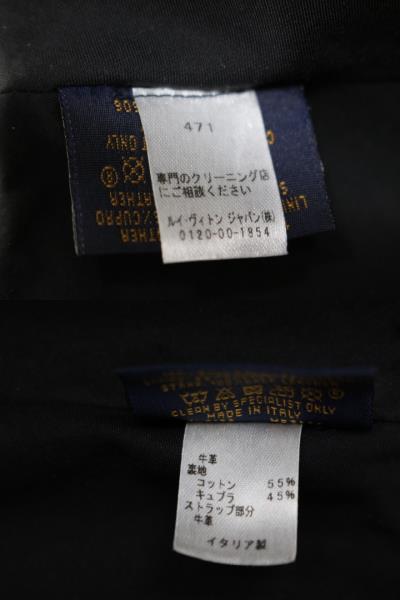 471
専門のクリーニング店
にご相談ください
ルイ・ヴィトン ジャパン(株)
0120-00-1854
CLEAN BY SPECIALIST ONLY
MADE IN ITALY
牛革
裏地
コットン 55%
キュプラ 45%
ストラップ部分
牛革
イタリア製